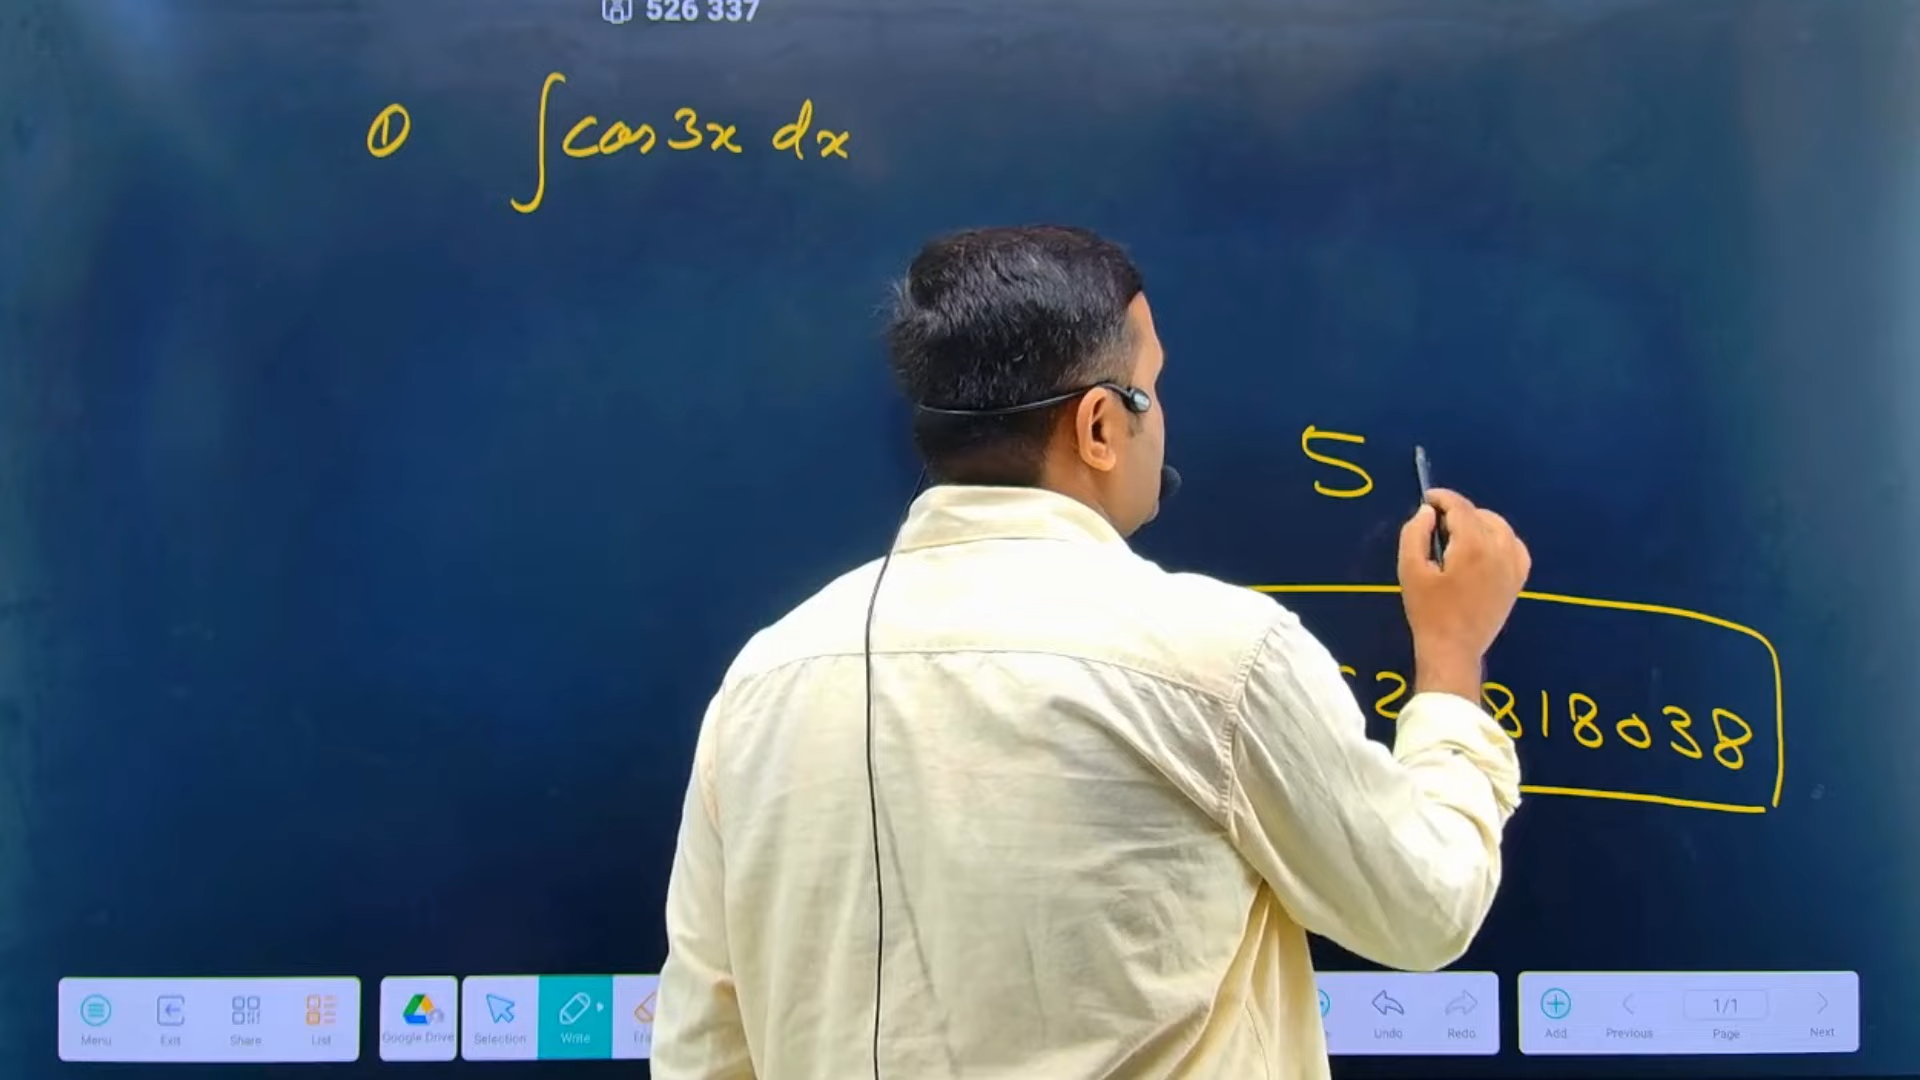 526 337
① ∫cos3x dx
5
818038
Menu Exit Share List Google Drive Selection Write Undo Redo Add Previous 1/1 Page Next